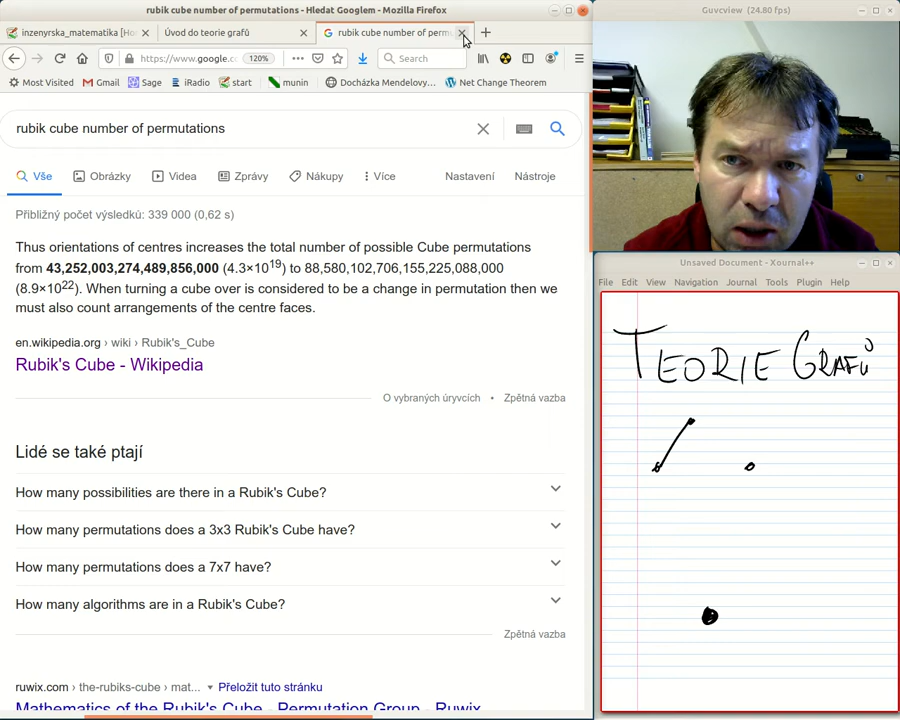 rubik cube number of permutations - Hledat Googlem - Mozilla Firefox
inzenyrska_matematika [Ho
Úvod do teorie grafů
rubik cube number of permu
https://www.google.c
120%
Search
Most Visited
Gmail
Sage
iRadio
start
munin
Docházka Mendelovy...
Net Change Theorem
rubik cube number of permutations
Vše
Obrázky
Videa
Zprávy
Nákupy
Více
Nastavení
Nástroje
Přibližný počet výsledků: 339 000 (0,62 s)
Thus orientations of centres increases the total number of possible Cube permutations
from 43,252,003,274,489,856,000 (4.3×10¹⁹) to 88,580,102,706,155,225,088,000
(8.9×10²²). When turning a cube over is considered to be a change in permutation then we
must also count arrangements of the centre faces.
en.wikipedia.org › wiki › Rubik's_Cube
Rubik's Cube - Wikipedia
O vybraných úryvcích • Zpětná vazba
Lidé se také ptají
How many possibilities are there in a Rubik's Cube?
How many permutations does a 3x3 Rubik's Cube have?
How many permutations does a 7x7 have?
How many algorithms are in a Rubik's Cube?
Zpětná vazba
ruwix.com › the-rubiks-cube › mat... ▾ Přeložit tuto stránku
Mathematics of the Rubik's Cube - Permutation Group - Ruwix
Guvcview (24.80 fps)
Unsaved Document - Xournal++
File Edit View Navigation Journal Tools Plugin Help
TEORIE GRAFŮ